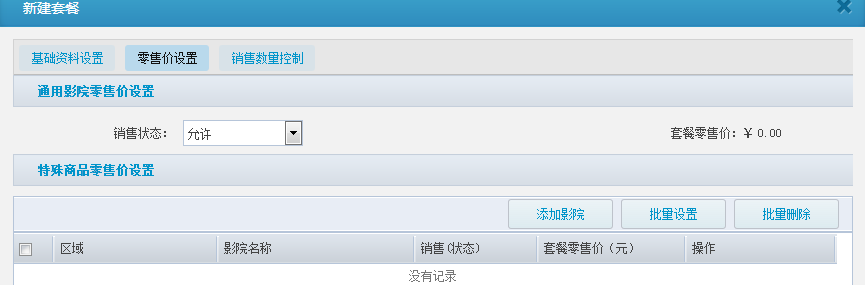 新建套餐
基础资料设置 零售价设置 销售数量控制
通用影院零售价设置
销售状态： 允许 套餐零售价：￥ 0.00
特殊商品零售价设置
添加影院 批量设置 批量删除
区域 影院名称 销售(状态) 套餐零售价（元） 操作
没有记录